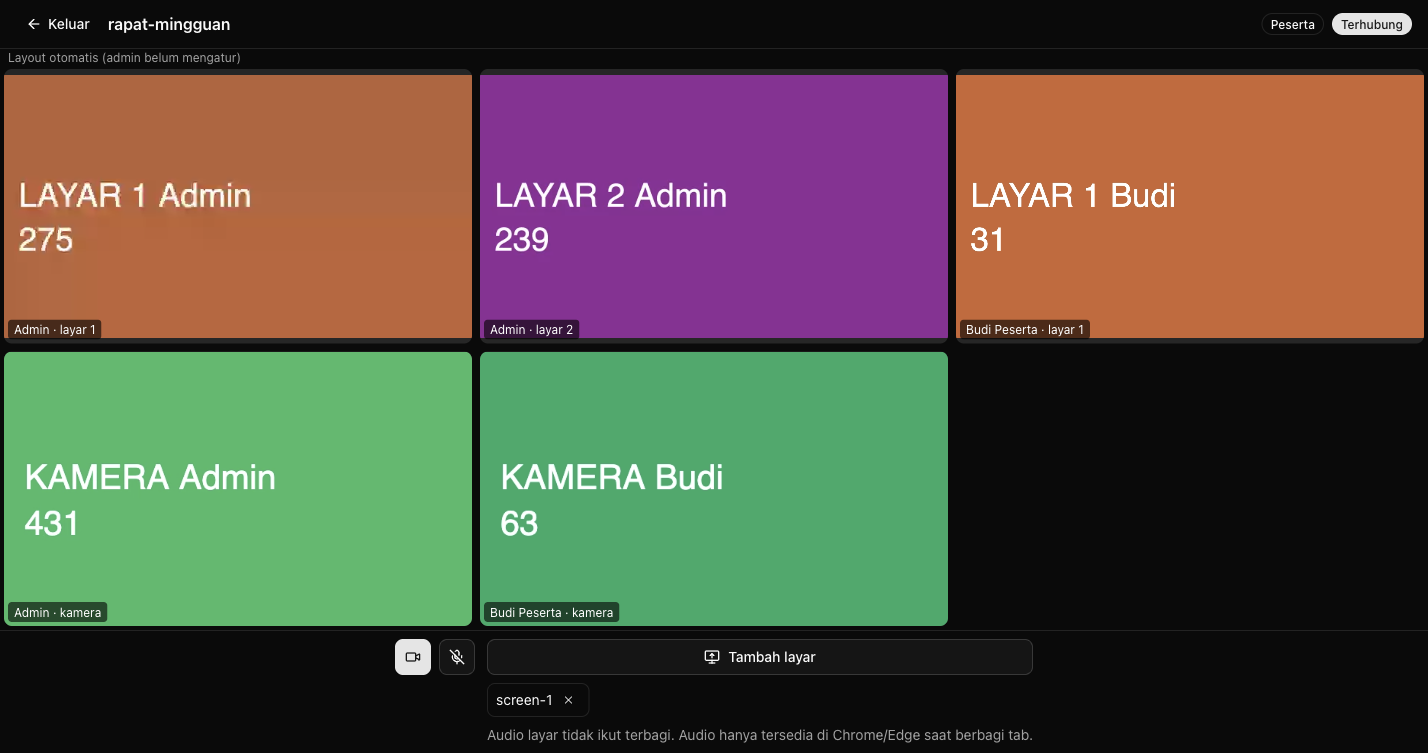 Keluar
rapat-mingguan
Peserta
Terhubung
Layout otomatis (admin belum mengatur)
LAYAR 1 Admin
275
Admin · layar 1
LAYAR 2 Admin
239
Admin · layar 2
LAYAR 1 Budi
31
Budi Peserta · layar 1
KAMERA Admin
431
Admin · kamera
KAMERA Budi
63
Budi Peserta · kamera
Tambah layar
screen-1
Audio layar tidak ikut terbagi. Audio hanya tersedia di Chrome/Edge saat berbagi tab.